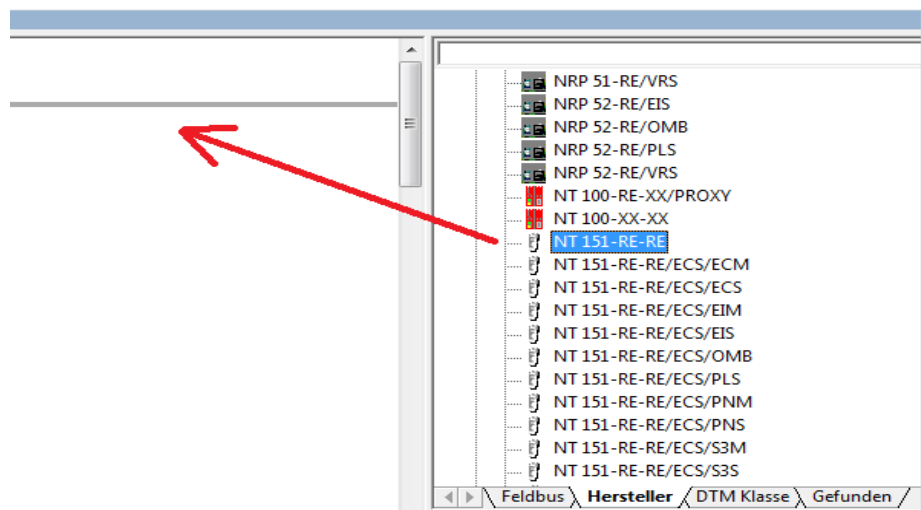 NRP 51-RE/VRS
NRP 52-RE/EIS
NRP 52-RE/OMB
NRP 52-RE/PLS
NRP 52-RE/VRS
NT 100-RE-XX/PROXY
NT 100-XX-XX
NT 151-RE-RE
NT 151-RE-RE/ECS/ECM
NT 151-RE-RE/ECS/ECS
NT 151-RE-RE/ECS/EIM
NT 151-RE-RE/ECS/EIS
NT 151-RE-RE/ECS/OMB
NT 151-RE-RE/ECS/PLS
NT 151-RE-RE/ECS/PNM
NT 151-RE-RE/ECS/PNS
NT 151-RE-RE/ECS/S3M
NT 151-RE-RE/ECS/S3S
Feldbus Hersteller DTM Klasse Gefunden